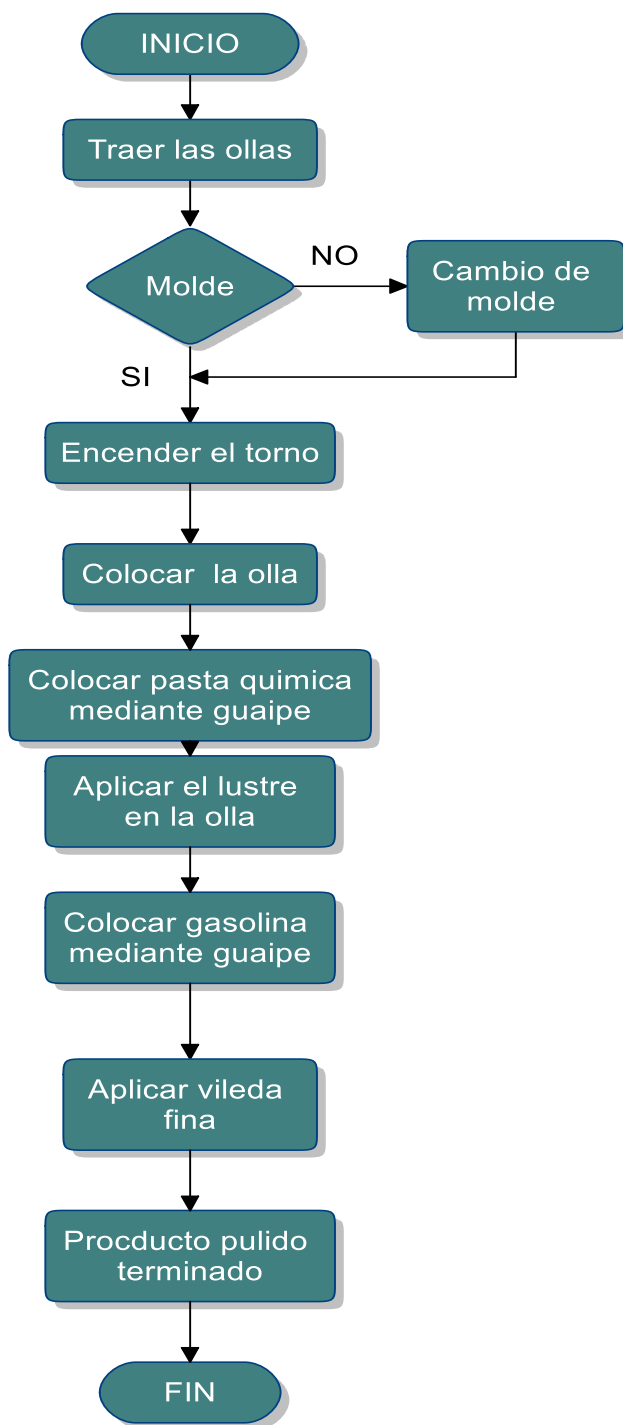 INICIO
Traer las ollas
Molde
NO
Cambio de
molde
SI
Encender el torno
Colocar la olla
Colocar pasta quimica
mediante guaipe
Aplicar el lustre
en la olla
Colocar gasolina
mediante guaipe
Aplicar vileda
fina
Procducto pulido
terminado
FIN